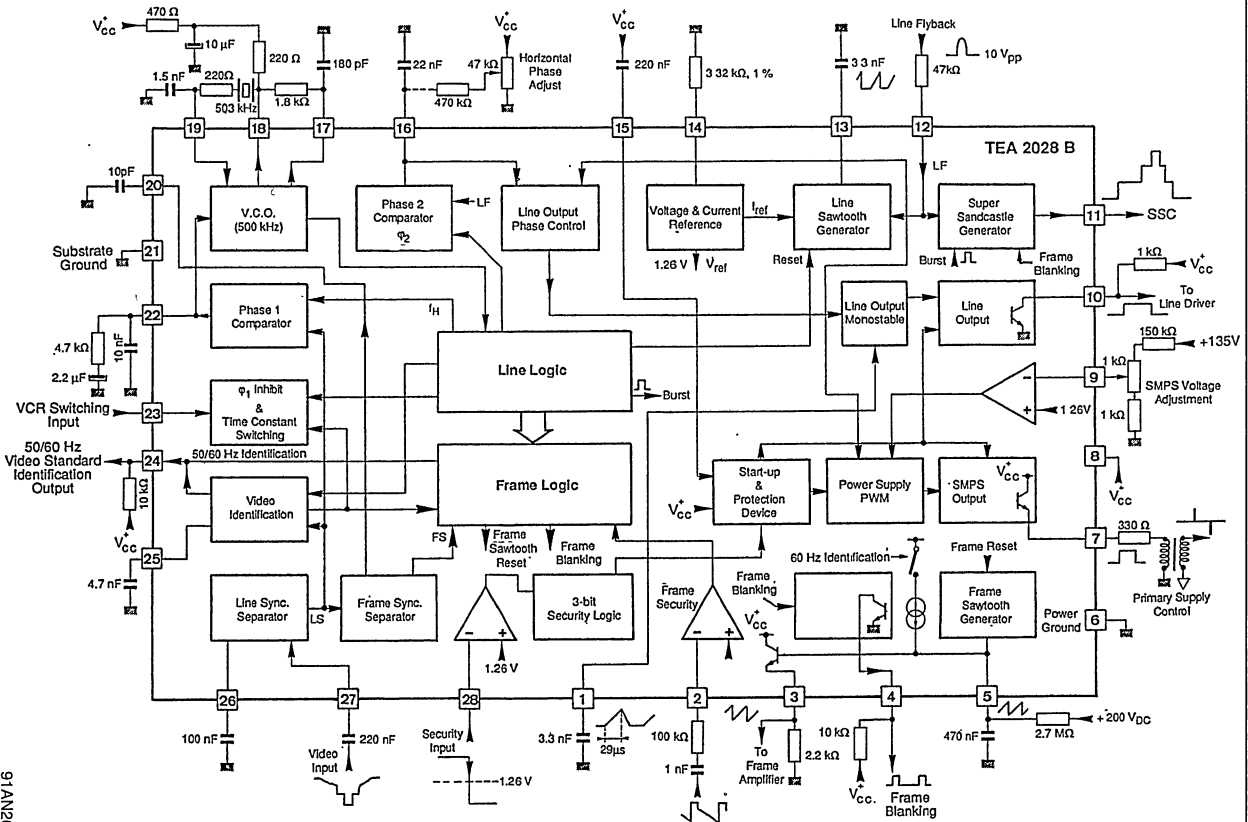 470 Ω
V+CC
10 µF
220 Ω
1.5 nF
220Ω
503 kHz
1.8 kΩ
180 pF
22 nF
V+CC
47 kΩ
Horizontal
Phase
Adjust
470 kΩ
V+CC
220 nF
3 32 kΩ, 1 %
3 3 nF
Line Flyback
10 Vpp
47kΩ
19
18
17
16
15
14
13
12
TEA 2028 B
10pF
20
V.C.O.
(500 kHz)
Phase 2
Comparator
φ2
LF
Line Output
Phase Control
Voltage & Current
Reference
Iref
1.26 V
Vref
Line
Sawtooth
Generator
Reset
LF
Super
Sandcastle
Generator
Burst
Frame
Blanking
11
SSC
Substrate
Ground
21
1 kΩ
V+CC
22
Phase 1
Comparator
fH
Line Output
Monostable
Line
Output
10
To
Line Driver
4.7 kΩ
10 nF
2.2 µF
Line Logic
Burst
150 kΩ
+135V
1 kΩ
9
SMPS Voltage
Adjustment
1 kΩ
−
+
1 26V
VCR Switching
Input
23
φ1 Inhibit
&
Time Constant
Switching
50/60 Hz
Video Standard
Identification
Output
24
50/60 Hz Identification
10 kΩ
V+CC
Video
Identification
Frame Logic
V+CC
Start-up
&
Protection
Device
Power Supply
PWM
SMPS
Output
V+CC
8
V+CC
7
330 Ω
Primary Supply
Control
25
4.7 nF
FS
Frame
Sawtooth
Reset
Frame
Blanking
60 Hz Identification
Frame Reset
Line Sync.
Separator
LS
Frame Sync.
Separator
−
+
1.26 V
3-bit
Security Logic
Frame
Security
−
+
Frame
Blanking
V+CC
Frame
Sawtooth
Generator
Power
Ground
6
26
27
28
1
2
3
4
5
100 nF
Video
Input
220 nF
Security
Input
1.26 V
3.3 nF
29µs
100 kΩ
1 nF
To
Frame
Amplifier
2.2 kΩ
10 kΩ
V+CC.
Frame
Blanking
470 nF
2.7 MΩ
+200 VDC